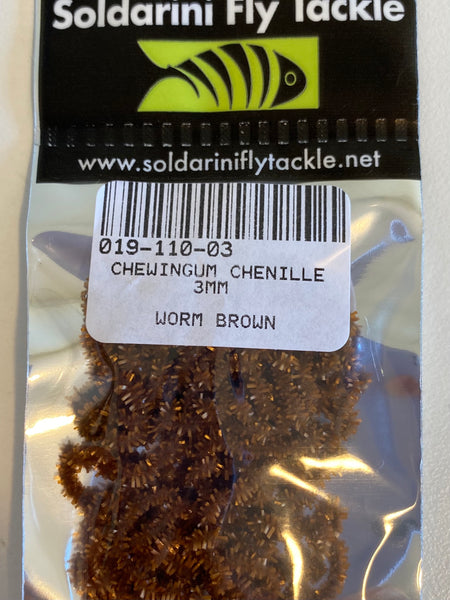 Soldarini Fly Tackle
www.soldariniflytackle.net
019-110-03
CHEWINGUM CHENILLE
3MM
WORM BROWN